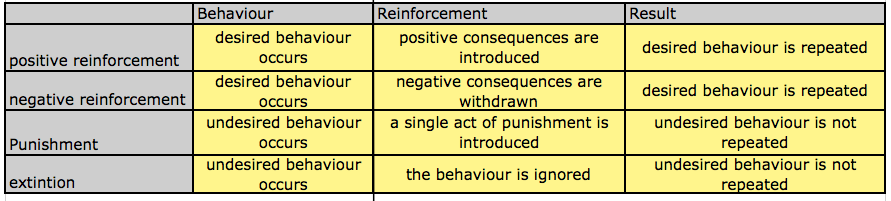 Behaviour Reinforcement Result
positive reinforcement
desired behaviour
occurs
positive consequences are
introduced
desired behaviour is repeated
negative reinforcement
desired behaviour
occurs
negative consequences are
withdrawn
desired behaviour is repeated
Punishment
undesired behaviour
occurs
a single act of punishment is
introduced
undesired behaviour is not
repeated
extintion
undesired behaviour
occurs
the behaviour is ignored
undesired behaviour is not
repeated